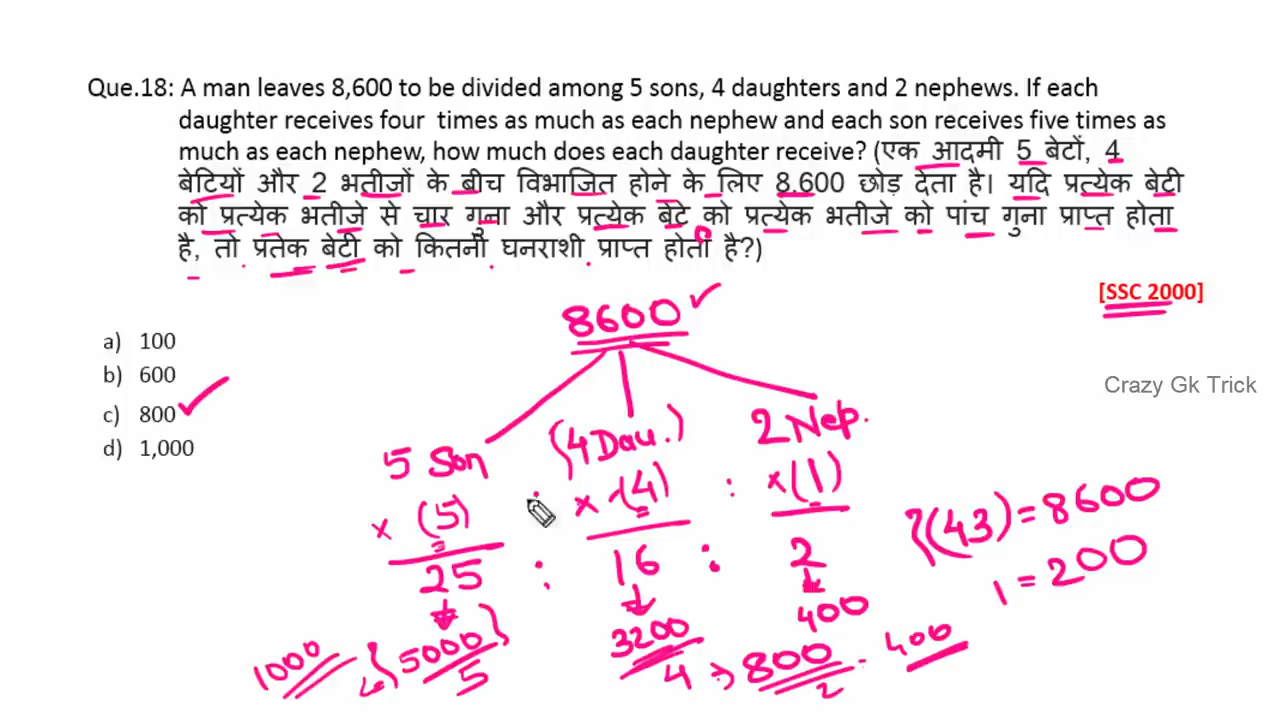 Que.18: A man leaves 8,600 to be divided among 5 sons, 4 daughters and 2 nephews. If each
daughter receives four times as much as each nephew and each son receives five times as
much as each nephew, how much does each daughter receive? (एक आदमी 5 बेटों, 4
बेटियों और 2 भतीजों के बीच विभाजित होने के लिए 8.600 छोड़ देता है। यदि प्रत्येक बेटी
को प्रत्येक भतीजे से चार गुना और प्रत्येक बेटे को प्रत्येक भतीजे को पांच गुना प्राप्त होता
है, तो प्रतेक बेटी को कितनी घनराशी प्राप्त होता है?)
[SSC 2000]
8600
a) 100
b) 600
c) 800
d) 1,000
Crazy Gk Trick
5 Son (4 Dau.) 2 Nep.
× (5) : × (4) : × (1)
25 : 16 : 2
(43) = 8600
1 = 200
1000 5000 3200 400
5 4 → 800 400
2